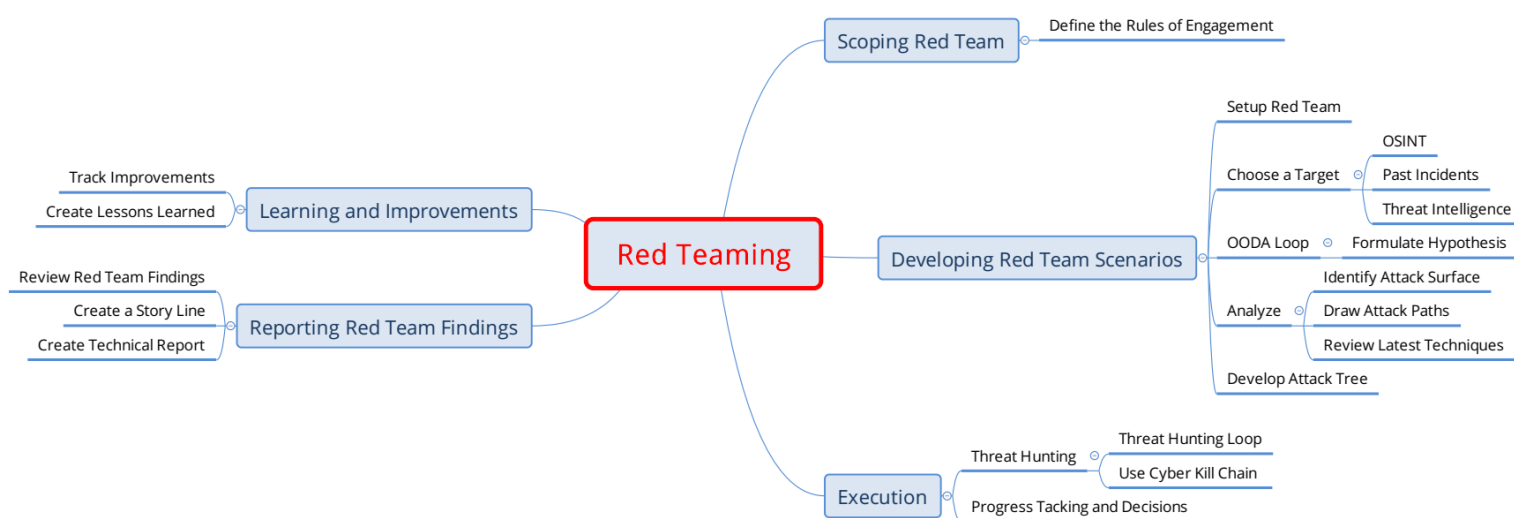 Red Teaming
Scoping Red Team
Define the Rules of Engagement
Developing Red Team Scenarios
Setup Red Team
Choose a Target
OSINT
Past Incidents
Threat Intelligence
OODA Loop
Formulate Hypothesis
Analyze
Identify Attack Surface
Draw Attack Paths
Review Latest Techniques
Develop Attack Tree
Execution
Threat Hunting
Threat Hunting Loop
Use Cyber Kill Chain
Progress Tacking and Decisions
Reporting Red Team Findings
Review Red Team Findings
Create a Story Line
Create Technical Report
Learning and Improvements
Track Improvements
Create Lessons Learned